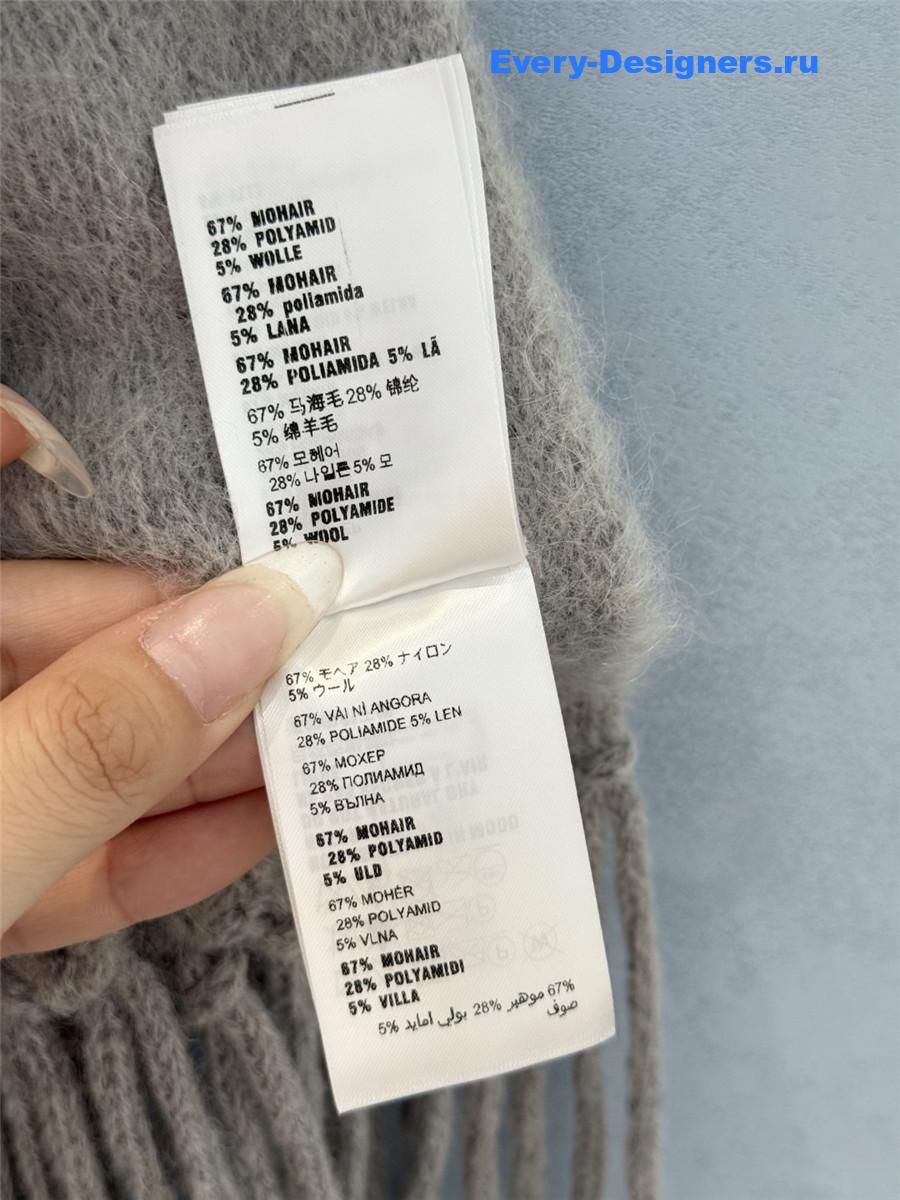 Every-Designers.ru
67% MOHAIR
28% POLYAMID
5% WOLLE
67% MOHAIR
28% poliamida
5% LANA
67% MOHAIR
28% POLIAMIDA 5% LÃ
67% 马海毛 28% 锦纶
5% 绵羊毛
67% 모헤어
28% 나일론 5% 모
67% MOHAIR
28% POLYAMIDE
5% WOOL
67% モヘア 28% ナイロン
5% ウール
67% VẢI NỈ ANGORA
28% POLIAMIDE 5% LEN
67% МОХЕР
28% ПОЛИАМИД
5% ВЪЛНА
67% MOHAIR
28% POLYAMID
5% ULD
67% MOHÉR
28% POLYAMID
5% VLNA
67% MOHAIR
28% POLYAMIDI
5% VILLA
67% موهير 28% بولي امايد 5%
صوف